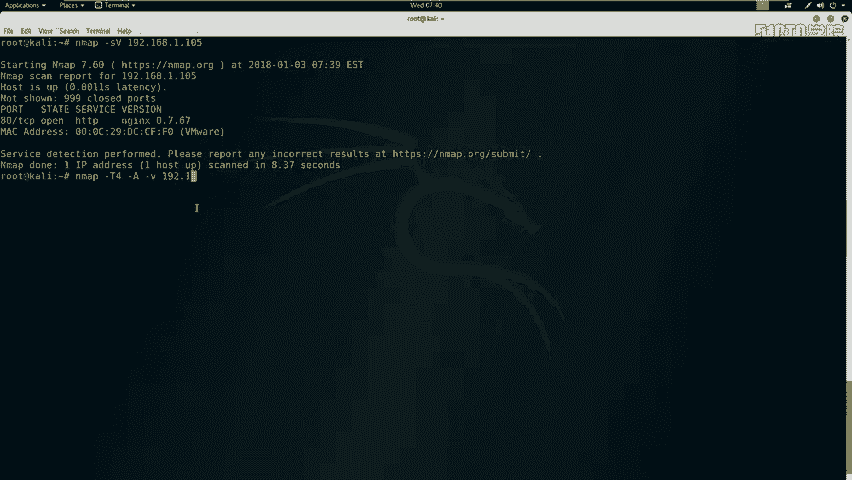 Applications Places Terminal Wed 07:40
root@kali: ~
File Edit View Search Terminal Help
root@kali:~# nmap -sV 192.168.1.105
Starting Nmap 7.60 ( https://nmap.org ) at 2018-01-03 07:39 EST
Nmap scan report for 192.168.1.105
Host is up (0.0011s latency).
Not shown: 999 closed ports
PORT STATE SERVICE VERSION
80/tcp open http nginx 0.7.67
MAC Address: 00:0C:29:DC:CF:F0 (VMware)
Service detection performed. Please report any incorrect results at https://nmap.org/submit/ .
Nmap done: 1 IP address (1 host up) scanned in 8.37 seconds
root@kali:~# nmap -T4 -A -v 192.1